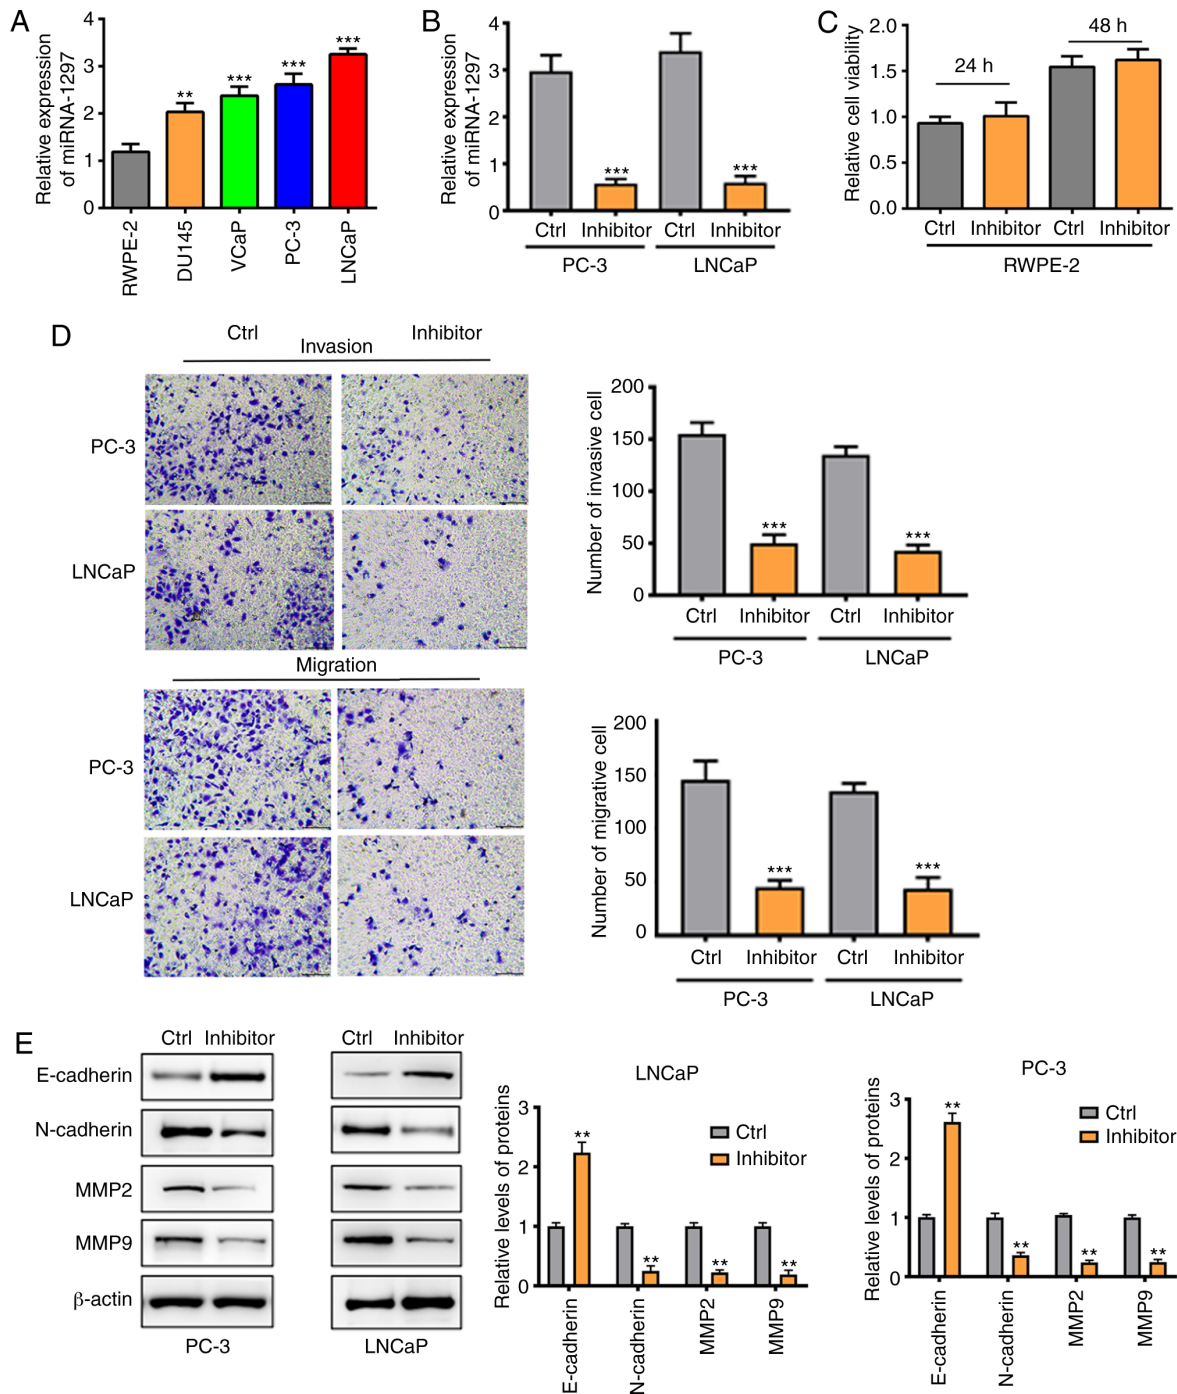 A
Relative expression
of miRNA-1297
4
3
2
1
0
**
***
***
***
RWPE-2
DU145
VCaP
PC-3
LNCaP
B
Relative expression
of miRNA-1297
4
3
2
1
0
***
***
Ctrl Inhibitor Ctrl Inhibitor
PC-3 LNCaP
C
Relative cell viability
2.0
1.5
1.0
0.5
0.0
24 h
48 h
Ctrl Inhibitor Ctrl Inhibitor
RWPE-2
D
Ctrl Inhibitor
Invasion
PC-3
LNCaP
Migration
PC-3
LNCaP
Number of invasive cell
200
150
100
50
0
***
***
Ctrl Inhibitor Ctrl Inhibitor
PC-3 LNCaP
Number of migrative cell
200
150
100
50
0
***
***
Ctrl Inhibitor Ctrl Inhibitor
PC-3 LNCaP
E
Ctrl Inhibitor Ctrl Inhibitor
E-cadherin
N-cadherin
MMP2
MMP9
β-actin
PC-3 LNCaP
LNCaP
Relative levels of proteins
3
2
1
0
Ctrl
Inhibitor
**
**
**
**
E-cadherin
N-cadherin
MMP2
MMP9
PC-3
Relative levels of proteins
3
2
1
0
Ctrl
Inhibitor
**
**
**
**
E-cadherin
N-cadherin
MMP2
MMP9